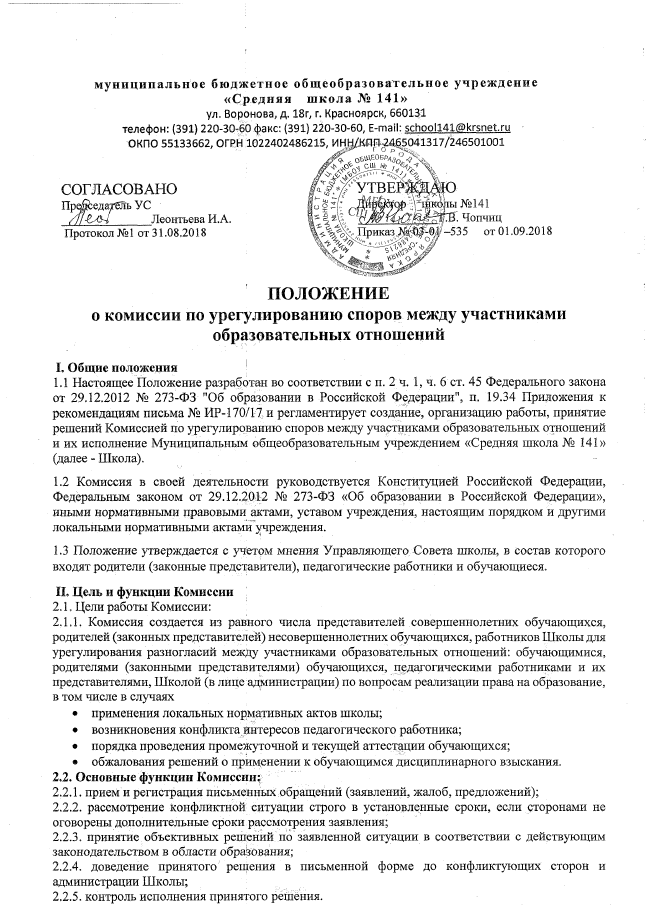 муниципальное бюджетное общеобразовательное учреждение
«Средняя школа № 141»
ул. Воронова, д. 18г, г. Красноярск, 660131
телефон: (391) 220-30-60 факс: (391) 220-30-60, E-mail: school141@krsnet.ru
ОКПО 55133662, ОГРН 1022402486215, ИНН/КПП 2465041317/246501001
СОГЛАСОВАНО
Председатель УС
Леонтьева И.А.
Протокол №1 от 31.08.2018
УТВЕРЖДАЮ
Директор школы №141
Г.В. Чопчиц
Приказ № 03-01 –535 от 01.09.2018
ПОЛОЖЕНИЕ
о комиссии по урегулированию споров между участниками
образовательных отношений
I. Общие положения
1.1 Настоящее Положение разработан во соответствии с п. 2 ч. 1, ч. 6 ст. 45 Федерального закона
от 29.12.2012 № 273-ФЗ "Об образовании в Российской Федерации", п. 19.34 Приложения к
рекомендациям письма № ИР-170/17 и регламентирует создание, организацию работы, принятие
решений Комиссией по урегулированию споров между участниками образовательных отношений
и их исполнение Муниципальным общеобразовательным учреждением «Средняя школа № 141»
(далее - Школа).
1.2 Комиссия в своей деятельности руководствуется Конституцией Российской Федерации,
Федеральным законом от 29.12.2012 № 273-ФЗ «Об образовании в Российской Федерации»,
иными нормативными правовыми актами, уставом учреждения, настоящим порядком и другими
локальными нормативными актами учреждения.
1.3 Положение утверждается с учетом мнения Управляющего Совета школы, в состав которого
входят родители (законные представители), педагогические работники и обучающиеся.
II. Цель и функции Комиссии
2.1. Цели работы Комиссии:
2.1.1. Комиссия создается из равного числа представителей совершеннолетних обучающихся,
родителей (законных представителей) несовершеннолетних обучающихся, работников Школы для
урегулирования разногласий между участниками образовательных отношений: обучающимися,
родителями (законными представителями) обучающихся, педагогическими работниками и их
представителями, Школой (в лице администрации) по вопросам реализации права на образование,
в том числе в случаях
• применения локальных нормативных актов школы;
• возникновения конфликта интересов педагогического работника;
• порядка проведения промежуточной и текущей аттестации обучающихся;
• обжалования решений о применении к обучающимся дисциплинарного взыскания.
2.2. Основные функции Комиссии:
2.2.1. прием и регистрация письменных обращений (заявлений, жалоб, предложений);
2.2.2. рассмотрение конфликтной ситуации строго в установленные сроки, если сторонами не
оговорены дополнительные сроки рассмотрения заявления;
2.2.3. принятие объективных решений по заявленной ситуации в соответствии с действующим
законодательством в области образования;
2.2.4. доведение принятого решения в письменной форме до конфликтующих сторон и
администрации Школы;
2.2.5. контроль исполнения принятого решения.